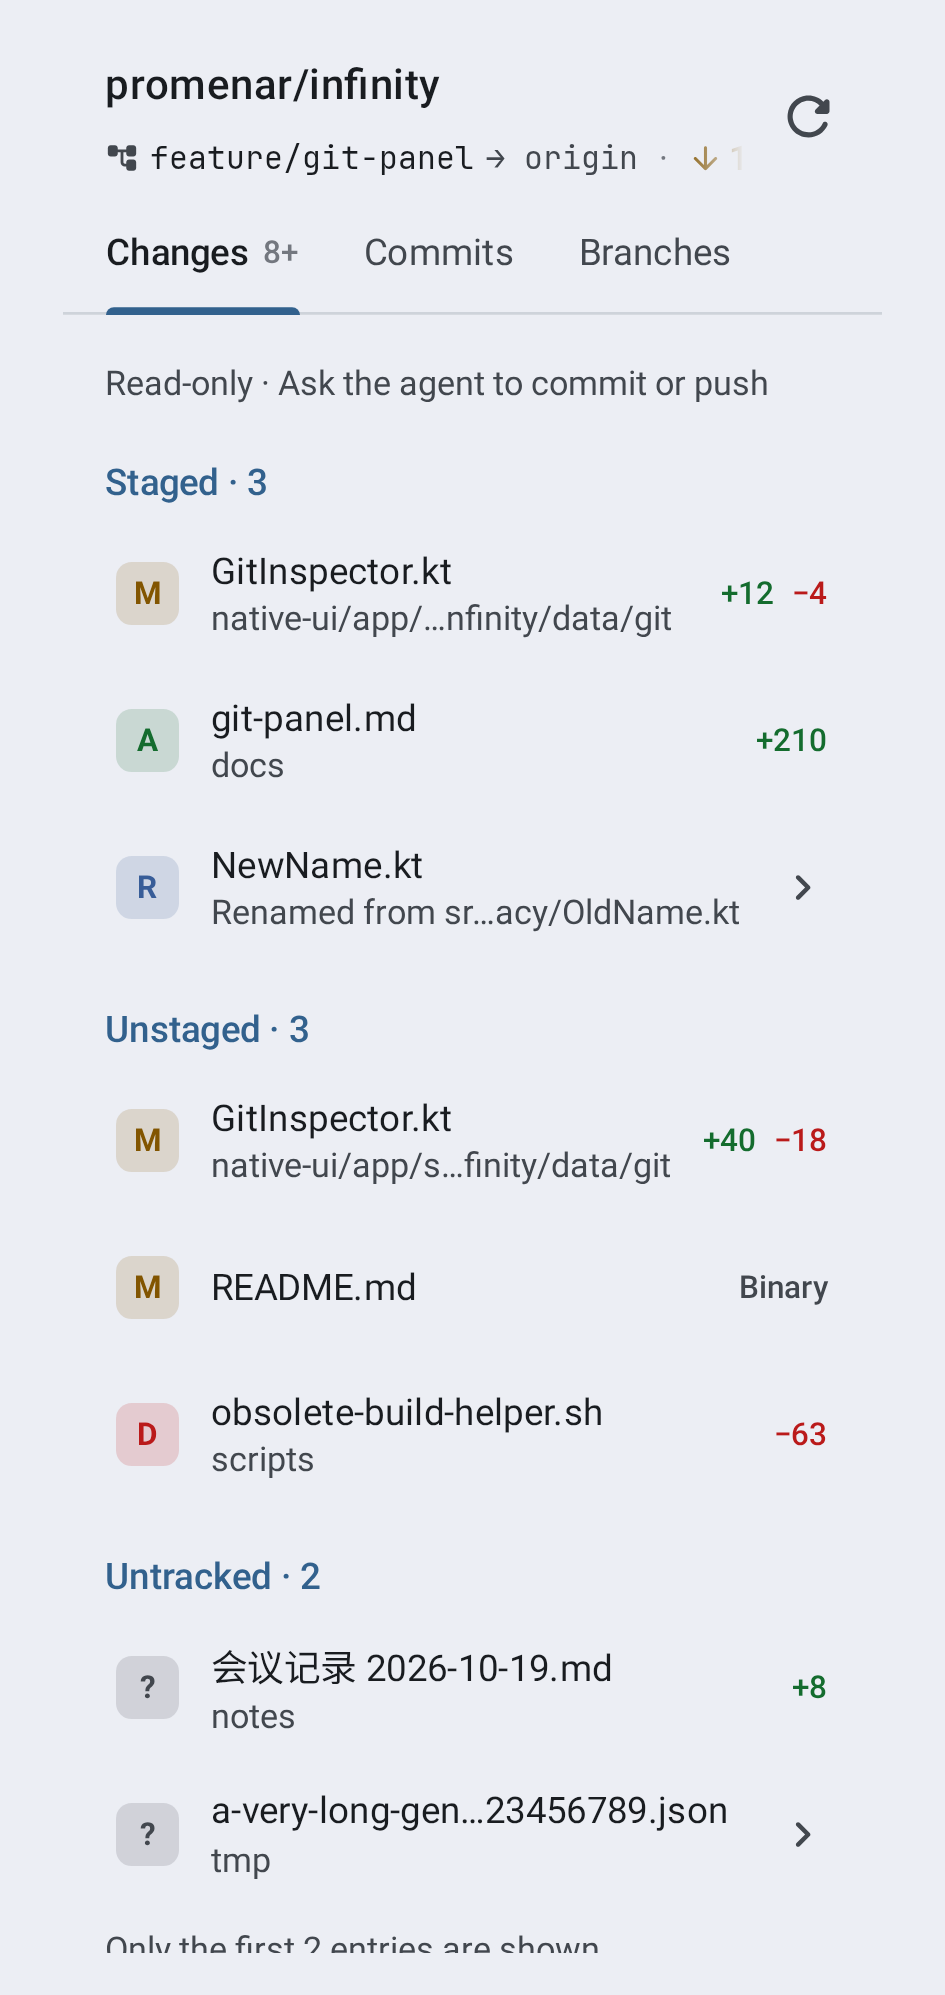 promenar/infinity
feature/git-panel → origin · ↓ 1
Changes 8+ Commits Branches
Read-only · Ask the agent to commit or push
Staged · 3
M GitInspector.kt +12 −4
native-ui/app/…nfinity/data/git
A git-panel.md +210
docs
R NewName.kt
Renamed from sr…acy/OldName.kt
Unstaged · 3
M GitInspector.kt +40 −18
native-ui/app/s…finity/data/git
M README.md Binary
D obsolete-build-helper.sh −63
scripts
Untracked · 2
? 会议记录 2026-10-19.md +8
notes
? a-very-long-gen…23456789.json
tmp
Only the first 2 entries are shown